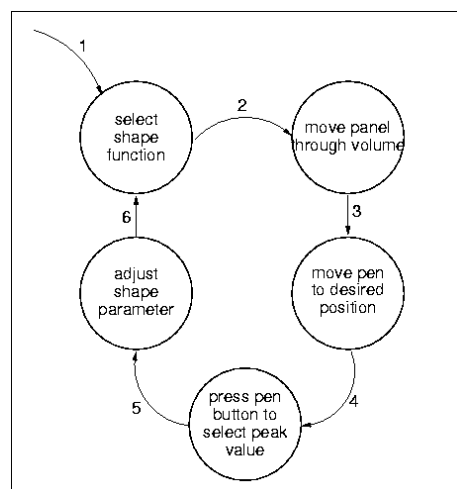 1
select
shape
function
2
move panel
through volume
3
move pen
to desired
position
4
press pen
button to
select peak
value
5
adjust
shape
parameter
6